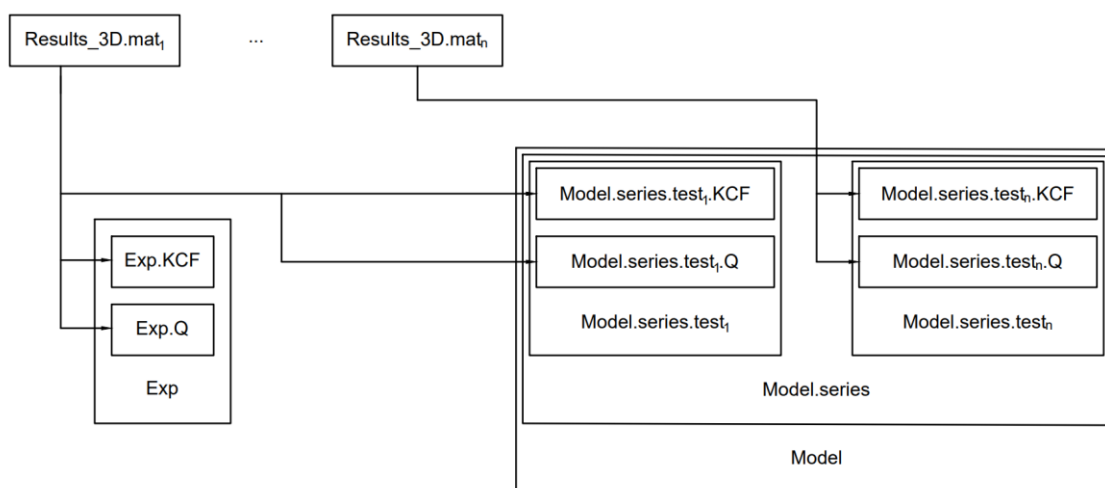 Results_3D.mat₁
...
Results_3D.matₙ
Model.series.test₁.KCF
Model.series.testₙ.KCF
Exp.KCF
Model.series.test₁.Q
Model.series.testₙ.Q
Exp.Q
Model.series.test₁
Model.series.testₙ
Exp
Model.series
Model